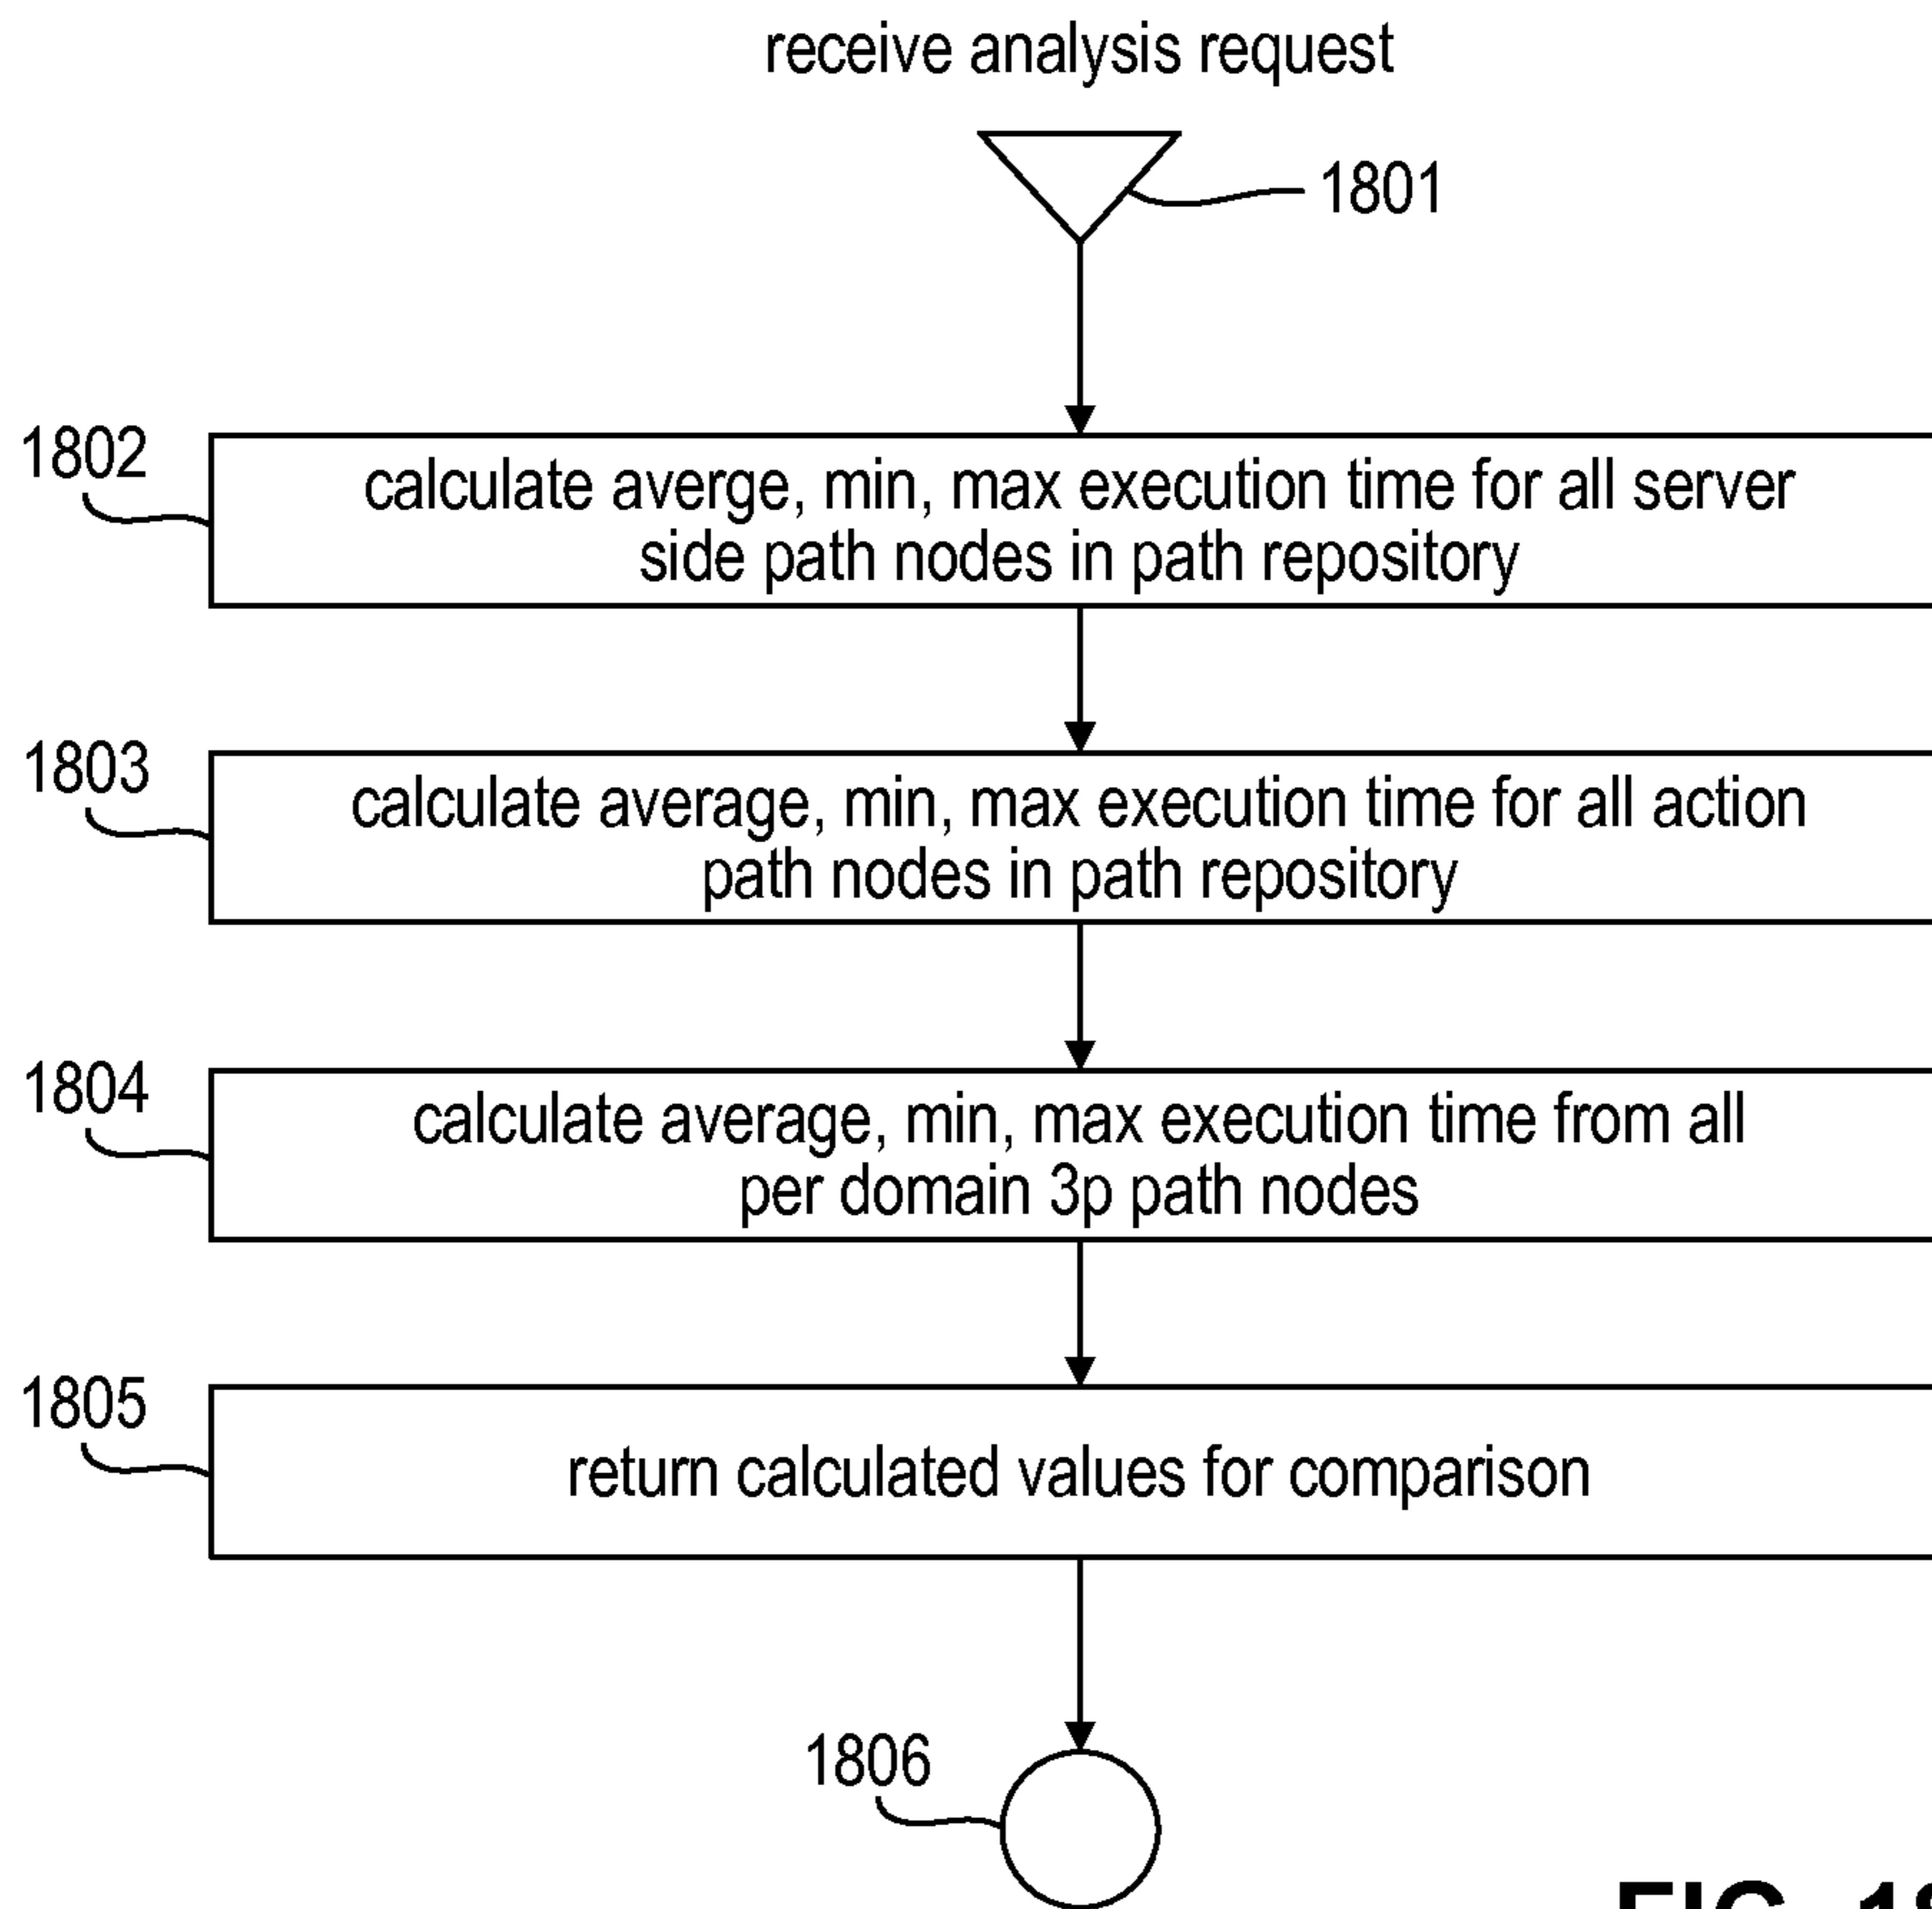 receive analysis request
1801
1802
calculate averge, min, max execution time for all server
side path nodes in path repository
1803
calculate average, min, max execution time for all action
path nodes in path repository
1804
calculate average, min, max execution time from all
per domain 3p path nodes
1805
return calculated values for comparison
1806
FIG. 18